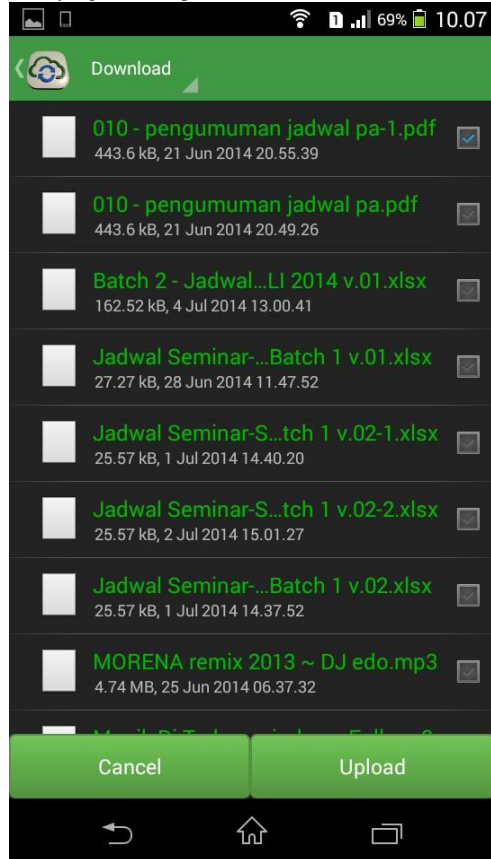 1 69% 10.07
Download
010 - pengumuman jadwal pa-1.pdf
443.6 kB, 21 Jun 2014 20.55.39
010 - pengumuman jadwal pa.pdf
443.6 kB, 21 Jun 2014 20.49.26
Batch 2 - Jadwal...LI 2014 v.01.xlsx
162.52 kB, 4 Jul 2014 13.00.41
Jadwal Seminar-...Batch 1 v.01.xlsx
27.27 kB, 28 Jun 2014 11.47.52
Jadwal Seminar-S...tch 1 v.02-1.xlsx
25.57 kB, 1 Jul 2014 14.40.20
Jadwal Seminar-S...tch 1 v.02-2.xlsx
25.57 kB, 2 Jul 2014 15.01.27
Jadwal Seminar-...Batch 1 v.02.xlsx
25.57 kB, 1 Jul 2014 14.37.52
MORENA remix 2013 ~ DJ edo.mp3
4.74 MB, 25 Jun 2014 06.37.32
Cancel Upload